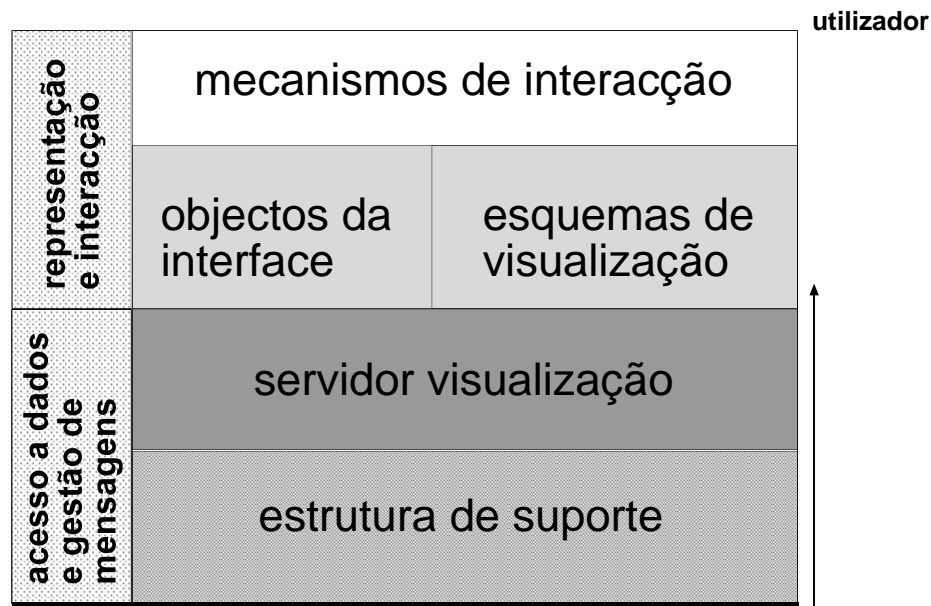 utilizador
representação
e interacção
mecanismos de interacção
objectos da
interface
esquemas de
visualização
acesso a dados
e gestão de
mensagens
servidor visualização
estrutura de suporte